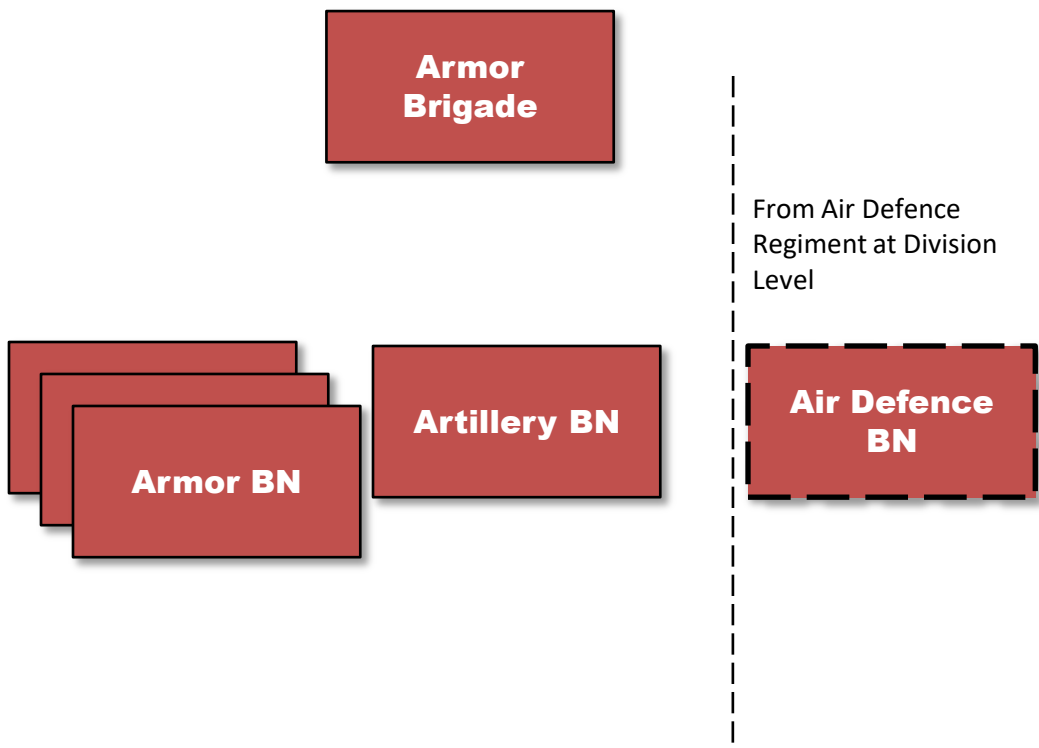 Armor
Brigade
From Air Defence
Regiment at Division
Level
Armor BN
Artillery BN
Air Defence
BN